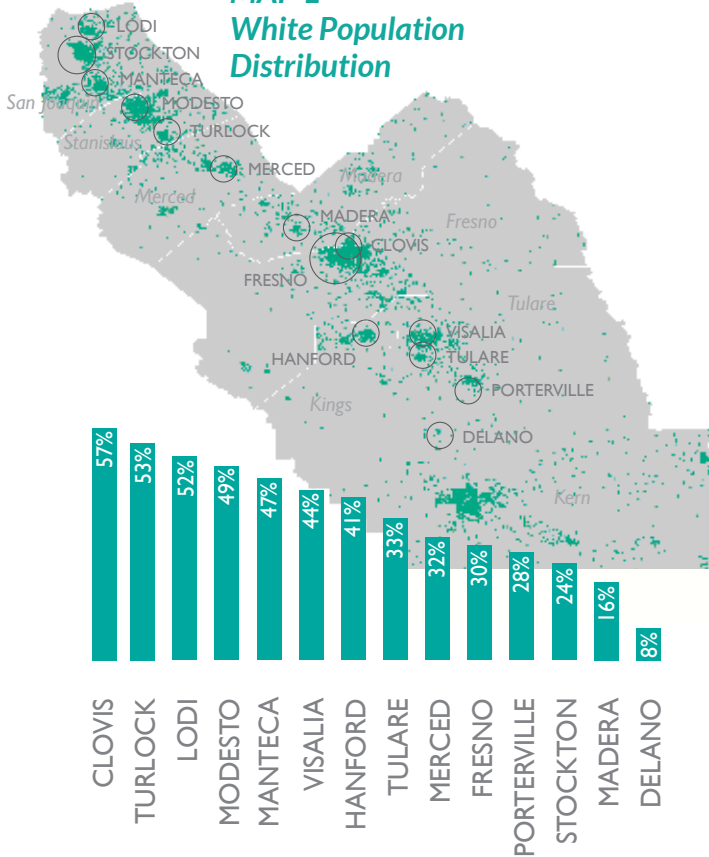 White Population
Distribution
LODI
STOCKTON
MANTECA
San Joaquin
MODESTO
Stanislaus
TURLOCK
MERCED
Madera
Merced
MADERA
Fresno
CLOVIS
FRESNO
Tulare
VISALIA
HANFORD
TULARE
PORTERVILLE
Kings
DELANO
Kern
57%
53%
52%
49%
47%
44%
41%
33%
32%
30%
28%
24%
16%
8%
CLOVIS
TURLOCK
LODI
MODESTO
MANTECA
VISALIA
HANFORD
TULARE
MERCED
FRESNO
PORTERVILLE
STOCKTON
MADERA
DELANO